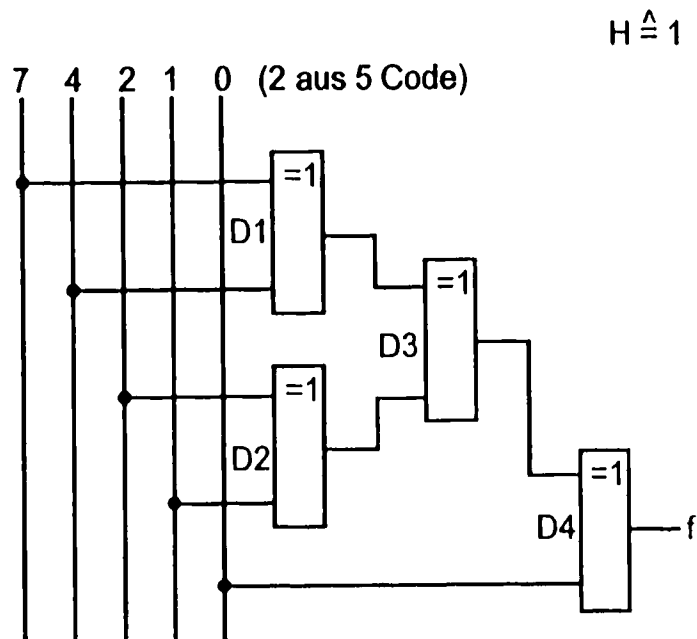 H ≙ 1
7 4 2 1 0 (2 aus 5 Code)
=1
D1
=1
D3
=1
D2
=1
D4
f